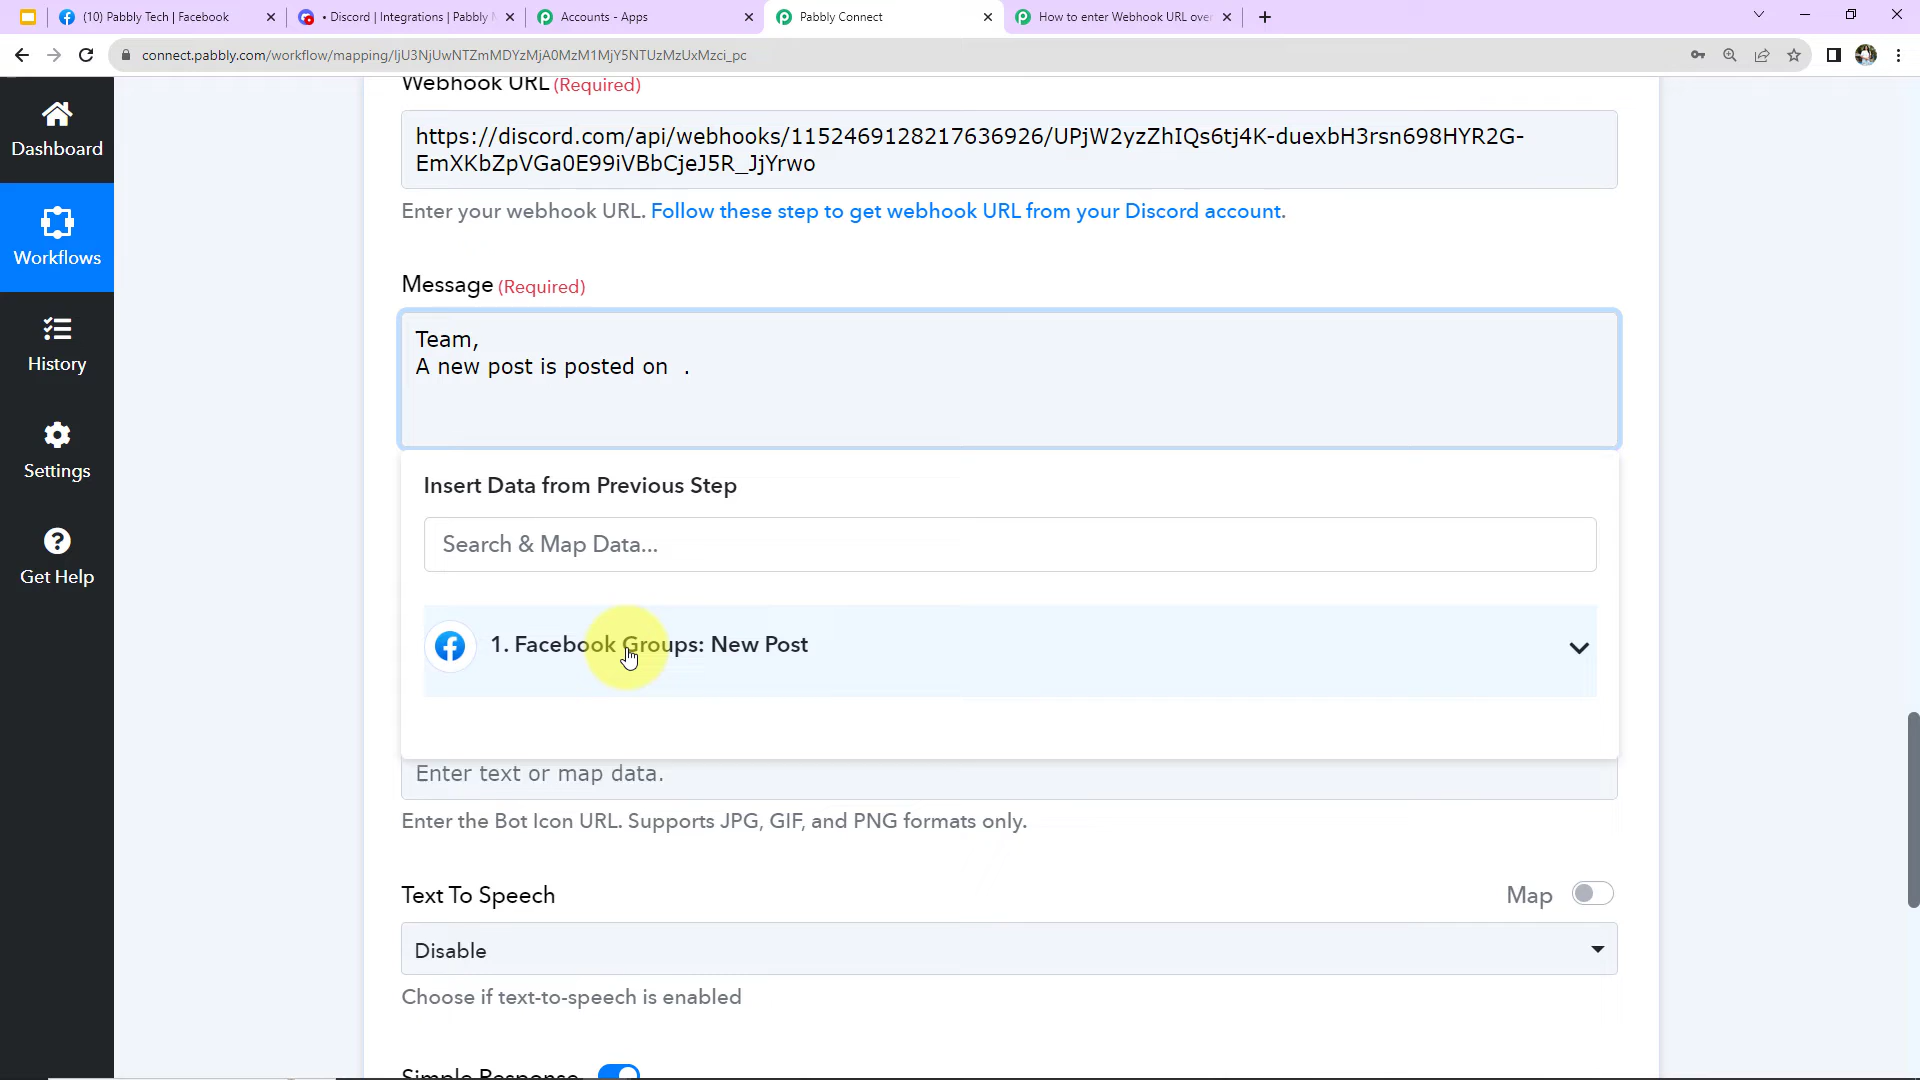 (10) Pabbly Tech | Facebook
• Discord | Integrations | Pabbly
Accounts - Apps
Pabbly Connect
How to enter Webhook URL over
connect.pabbly.com/workflow/mapping/IjU3NjUwNTZmMDYzMjA0MzM1MjY5NTUzMzUxMzci_pc
Dashboard
Workflows
History
Settings
Get Help
Webhook URL (Required)
https://discord.com/api/webhooks/1152469128217636926/UPjW2yzZhIQs6tj4K-duexbH3rsn698HYR2G-
EmXKbZpVGa0E99iVBbCjeJ5R_JjYrwo
Enter your webhook URL. Follow these step to get webhook URL from your Discord account.
Message (Required)
Team,
A new post is posted on  .
Insert Data from Previous Step
Search & Map Data...
1. Facebook Groups: New Post
Enter text or map data.
Enter the Bot Icon URL. Supports JPG, GIF, and PNG formats only.
Text To Speech
Map
Disable
Choose if text-to-speech is enabled
Simple Response